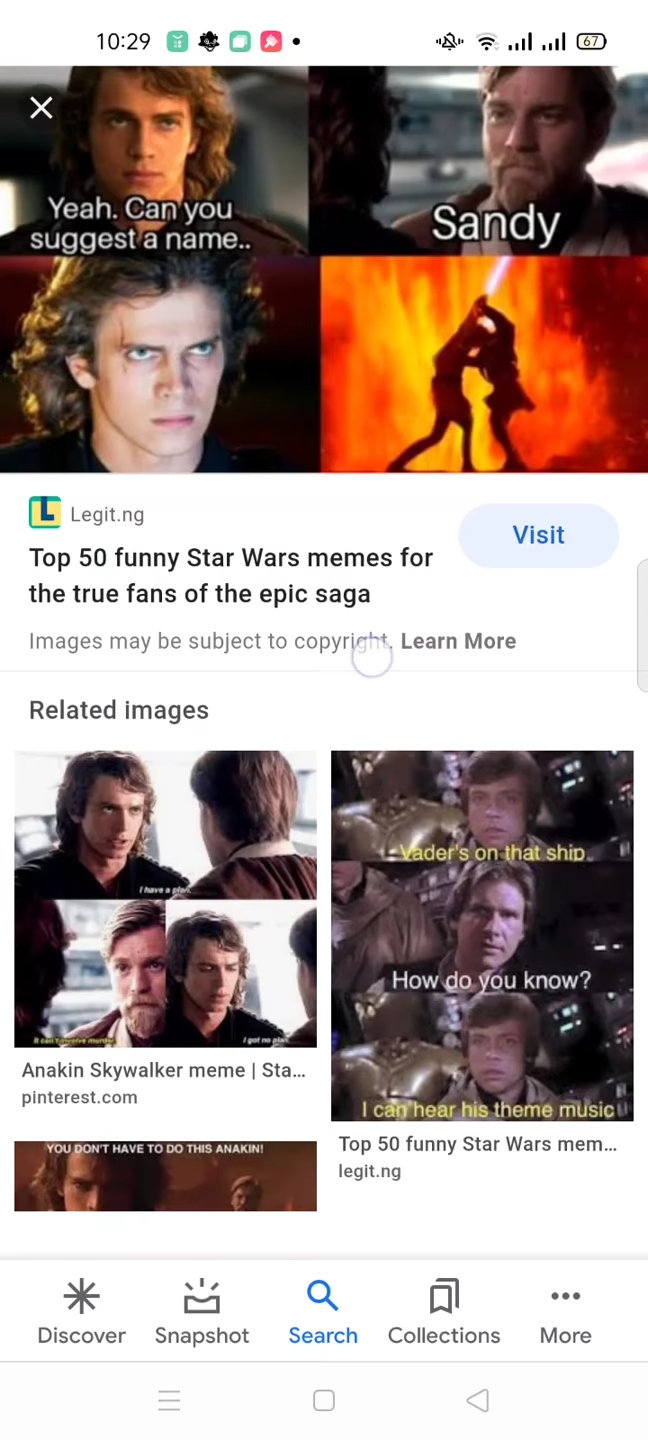 10:29
67
Yeah. Can you
suggest a name..
Sandy
Legit.ng
Visit
Top 50 funny Star Wars memes for
the true fans of the epic saga
Images may be subject to copyright. Learn More
Related images
I have a plan,
It can't involve murder.
I got no plan.
Anakin Skywalker meme | Sta...
pinterest.com
YOU DON'T HAVE TO DO THIS ANAKIN!
Vader's on that ship.
How do you know?
I can hear his theme music
Top 50 funny Star Wars mem...
legit.ng
Discover
Snapshot
Search
Collections
More